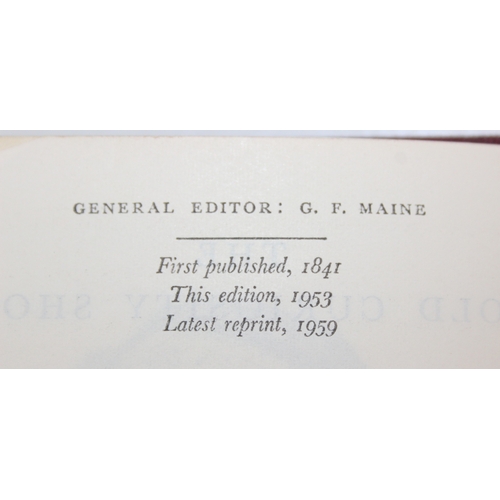 GENERAL EDITOR: G. F. MAINE
First published, 1841
This edition, 1953
Latest reprint, 1959